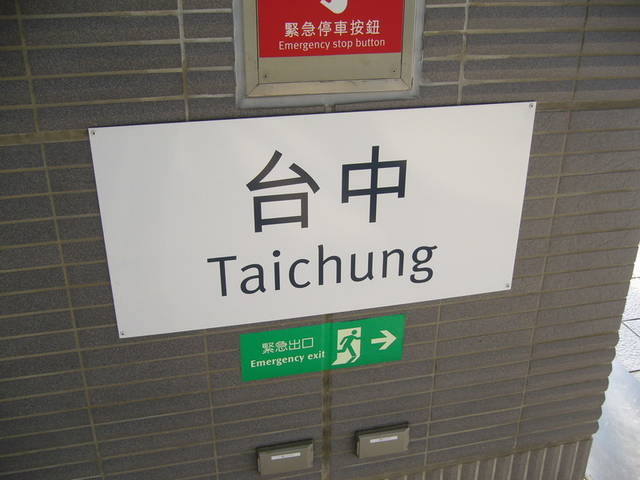 緊急停車按鈕
Emergency stop button
台中
Taichung
緊急出口
Emergency exit